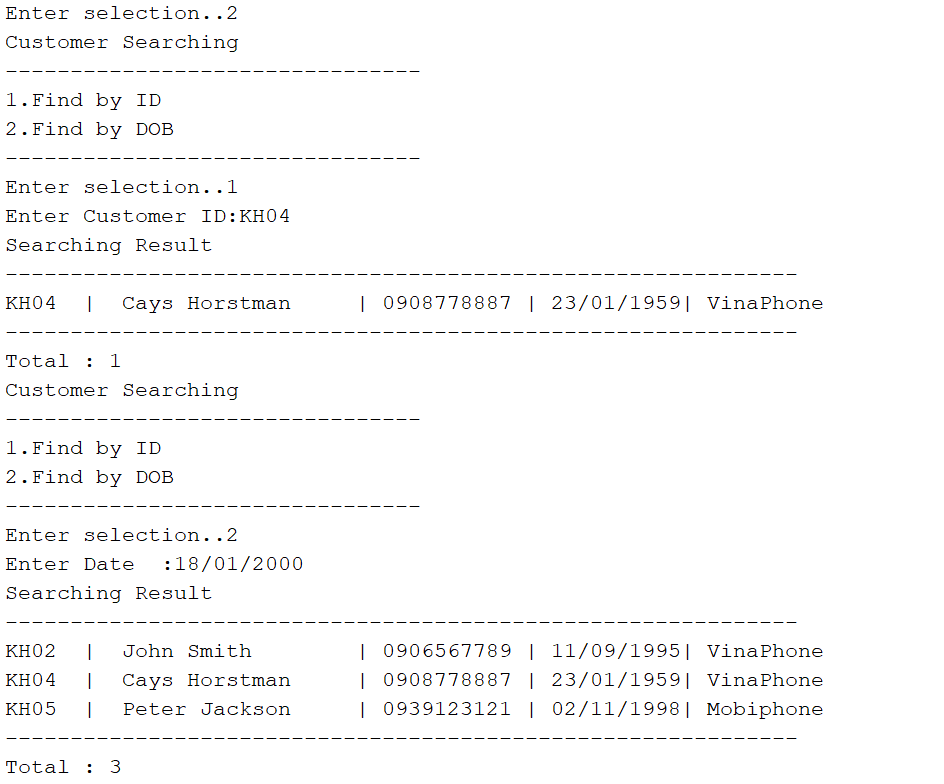 Enter selection..2
Customer Searching
--------------------------------
1.Find by ID
2.Find by DOB
--------------------------------
Enter selection..1
Enter Customer ID:KH04
Searching Result
-------------------------------------------------------------
KH04  |  Cays Horstman     | 0908778887 | 23/01/1959| VinaPhone
-------------------------------------------------------------
Total : 1
Customer Searching
--------------------------------
1.Find by ID
2.Find by DOB
--------------------------------
Enter selection..2
Enter Date  :18/01/2000
Searching Result
-------------------------------------------------------------
KH02  |  John Smith        | 0906567789 | 11/09/1995| VinaPhone
KH04  |  Cays Horstman     | 0908778887 | 23/01/1959| VinaPhone
KH05  |  Peter Jackson     | 0939123121 | 02/11/1998| Mobiphone
-------------------------------------------------------------
Total : 3